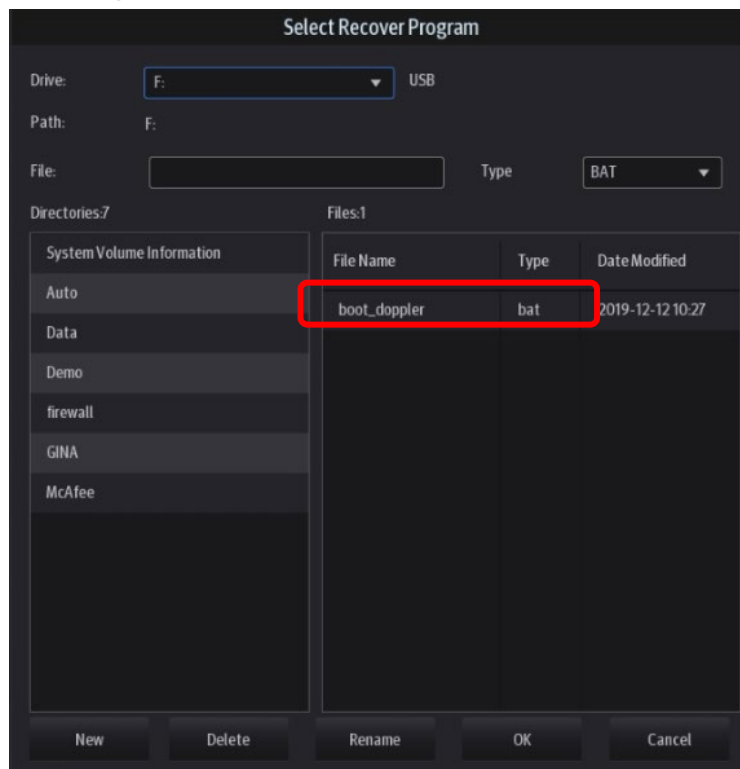 Select Recover Program
Drive: F: USB
Path: F:
File: Type BAT
Directories:7 Files:1
System Volume Information
File Name Type Date Modified
Auto
boot_doppler bat 2019-12-12 10:27
Data
Demo
firewall
GINA
McAfee
New Delete Rename OK Cancel